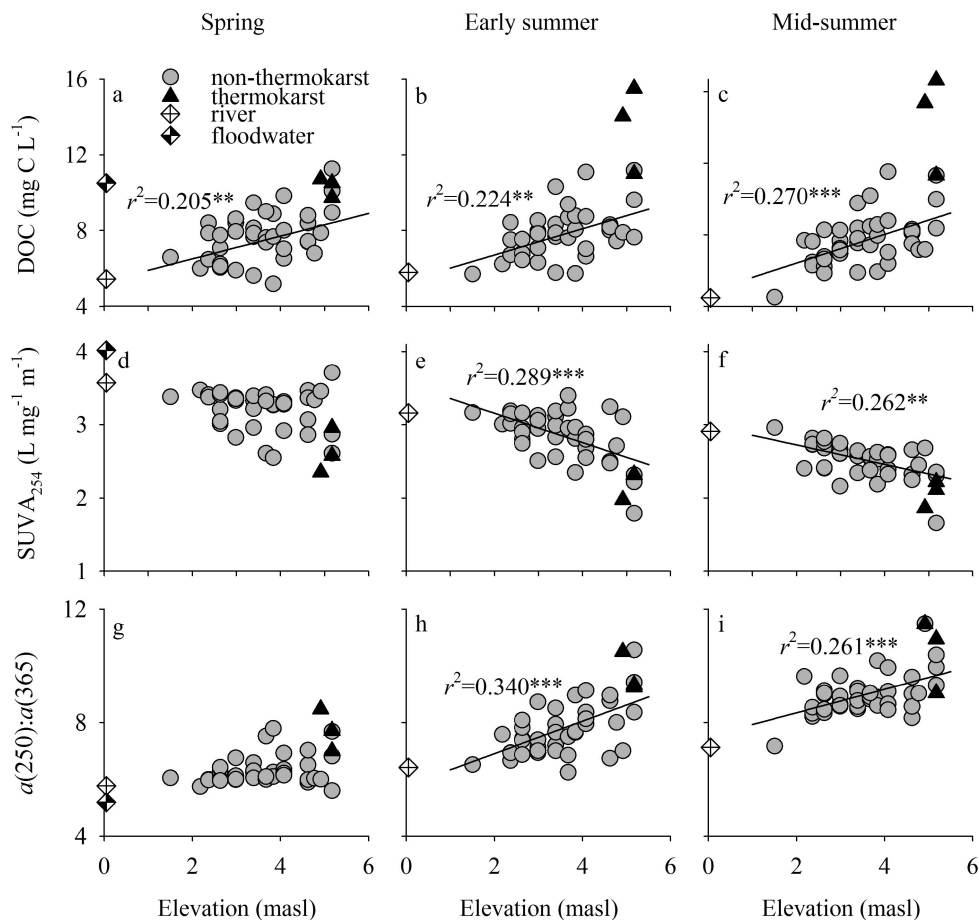 Spring Early summer Mid-summer
16
12
8
4
DOC (mg C L⁻¹)
a
non-thermokarst
thermokarst
river
floodwater
r²=0.205**
b
r²=0.224**
c
r²=0.270***
4
3
2
1
SUVA₂₅₄ (L mg⁻¹ m⁻¹)
d
e
r²=0.289***
f
r²=0.262**
12
8
4
a(250):a(365)
g
h
r²=0.340***
i
r²=0.261***
0 2 4 6 0 2 4 6 0 2 4 6
Elevation (masl) Elevation (masl) Elevation (masl)